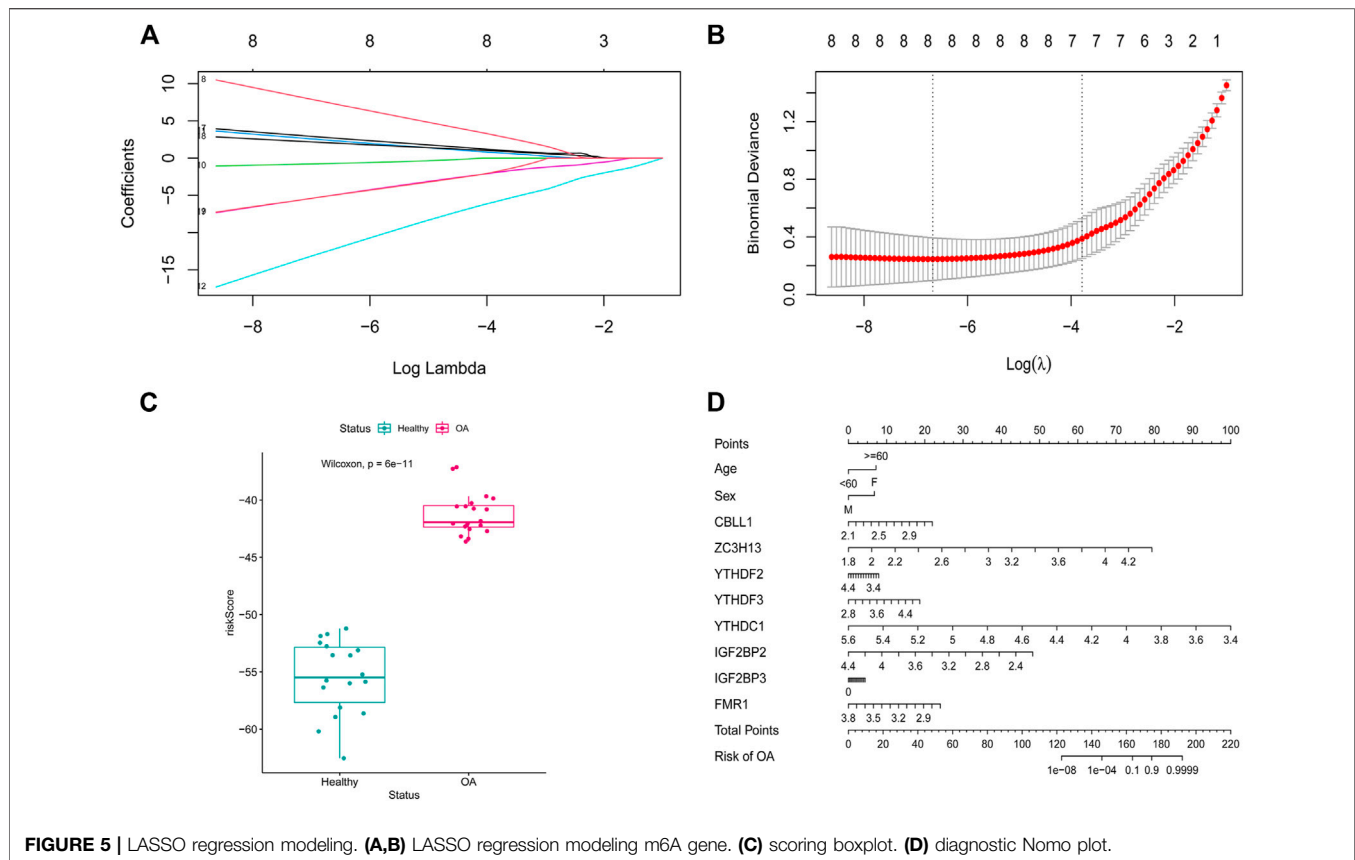 A
8 8 8 3
Coefficients
10
5
0
−5
−15
8
10
12
−8 −6 −4 −2
Log Lambda
B
8 8 8 8 8 8 8 8 8 8 7 7 7 6 3 2 1
Binomial Deviance
1.2
0.8
0.4
0.0
−8 −6 −4 −2
Log(λ)
C
Status Healthy OA
Wilcoxon, p = 6e−11
riskScore
−40
−45
−50
−55
−60
Healthy OA
Status
D
Points
0 10 20 30 40 50 60 70 80 90 100
Age
>=60
<60
Sex
F
M
CBLL1
2.1 2.5 2.9
ZC3H13
1.8 2 2.2 2.6 3 3.2 3.6 4 4.2
YTHDF2
4.4 3.4
YTHDF3
2.8 3.6 4.4
YTHDC1
5.6 5.4 5.2 5 4.8 4.6 4.4 4.2 4 3.8 3.6 3.4
IGF2BP2
4.4 4 3.6 3.2 2.8 2.4
IGF2BP3
0
FMR1
3.8 3.5 3.2 2.9
Total Points
0 20 40 60 80 100 120 140 160 180 200 220
Risk of OA
1e−08 1e−04 0.1 0.9 0.9999
FIGURE 5 | LASSO regression modeling. (A,B) LASSO regression modeling m6A gene. (C) scoring boxplot. (D) diagnostic Nomo plot.